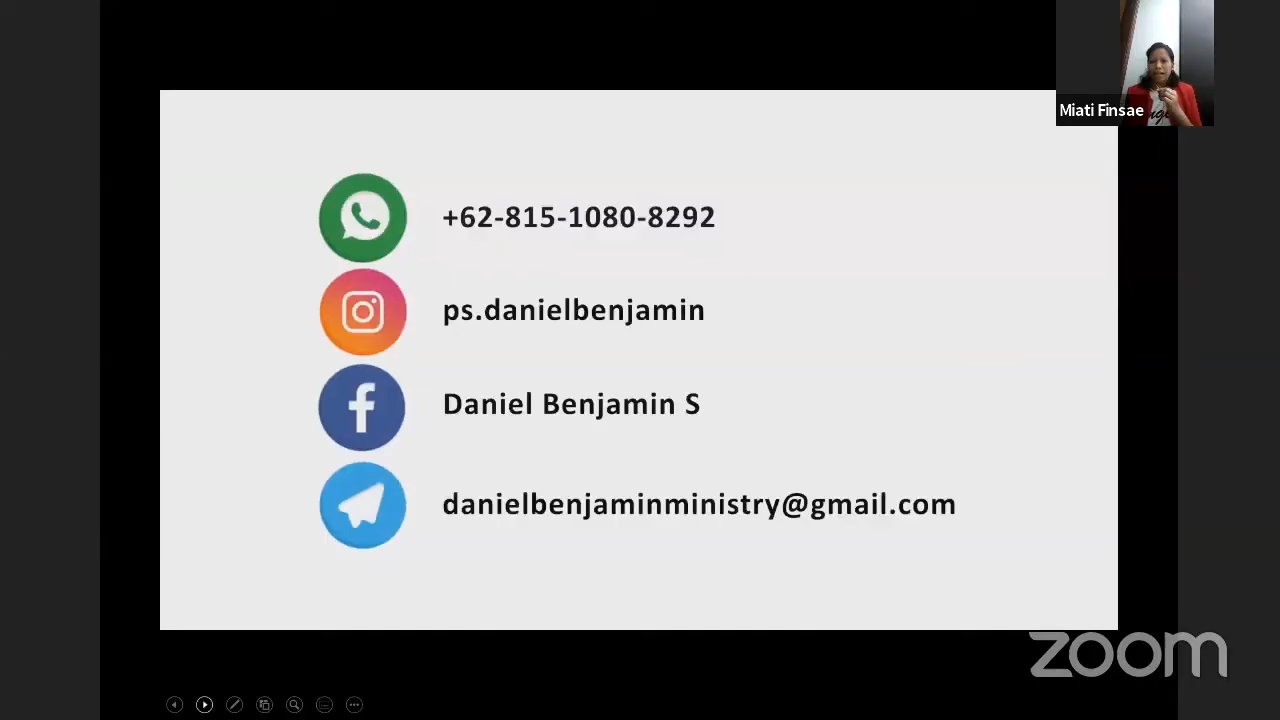 Miati Finsae
+62-815-1080-8292
ps.danielbenjamin
Daniel Benjamin S
danielbenjaminministry@gmail.com
zoom